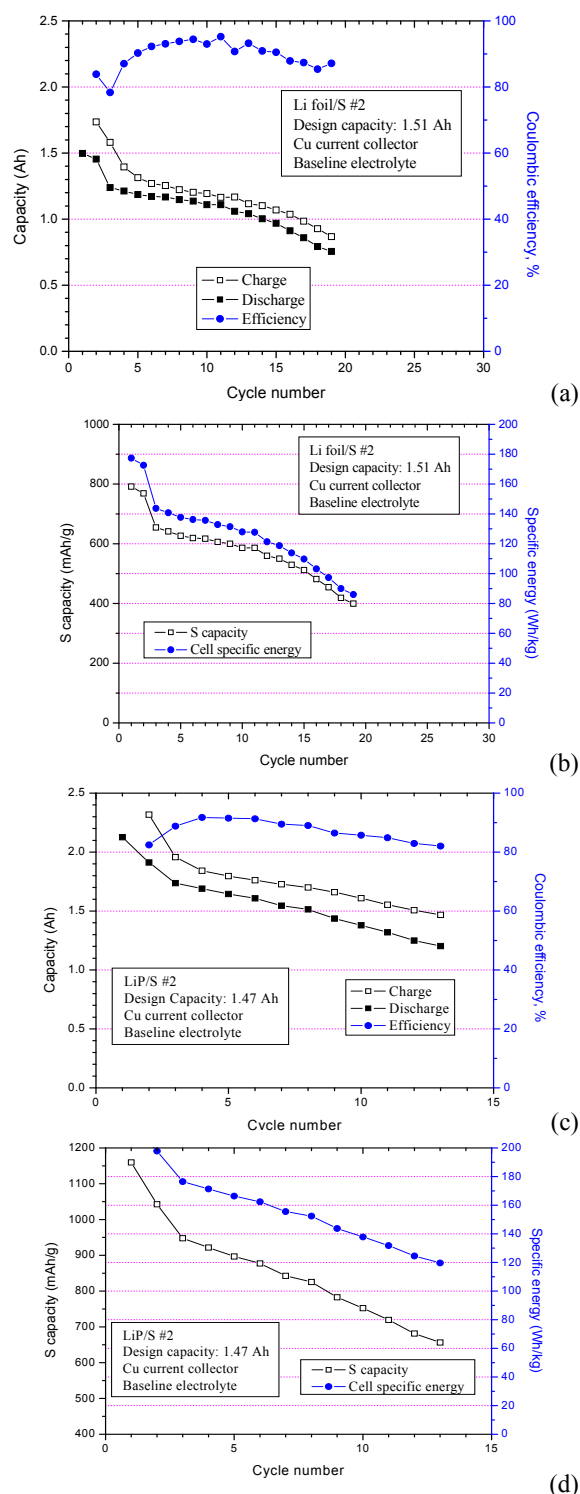 2.5
2.0
1.5
1.0
0.5
0.0
Capacity (Ah)
100
80
60
40
20
0
Coulombic efficiency, %
Li foil/S #2
Design capacity: 1.51 Ah
Cu current collector
Baseline electrolyte
Charge
Discharge
Efficiency
0 5 10 15 20 25 30
Cycle number
(a)
1000
800
600
400
200
0
S capacity (mAh/g)
200
180
160
140
120
100
80
60
40
20
0
Specific energy (Wh/kg)
Li foil/S #2
Design capacity: 1.51 Ah
Cu current collector
Baseline electrolyte
S capacity
Cell specific energy
0 5 10 15 20 25 30
Cycle number
(b)
2.5
2.0
1.5
1.0
0.5
0.0
Capacity (Ah)
100
80
60
40
20
0
Coulombic efficiency, %
LiP/S #2
Design Capacity: 1.47 Ah
Cu current collector
Baseline electrolyte
Charge
Discharge
Efficiency
0 5 10 15
Cycle number
(c)
1200
1100
1000
900
800
700
600
500
400
S capacity (mAh/g)
200
180
160
140
120
100
80
60
40
20
0
Specific energy (Wh/kg)
LiP/S #2
Design capacity: 1.47 Ah
Cu current collector
Baseline electrolyte
S capacity
Cell specific energy
0 5 10 15
Cycle number
(d)